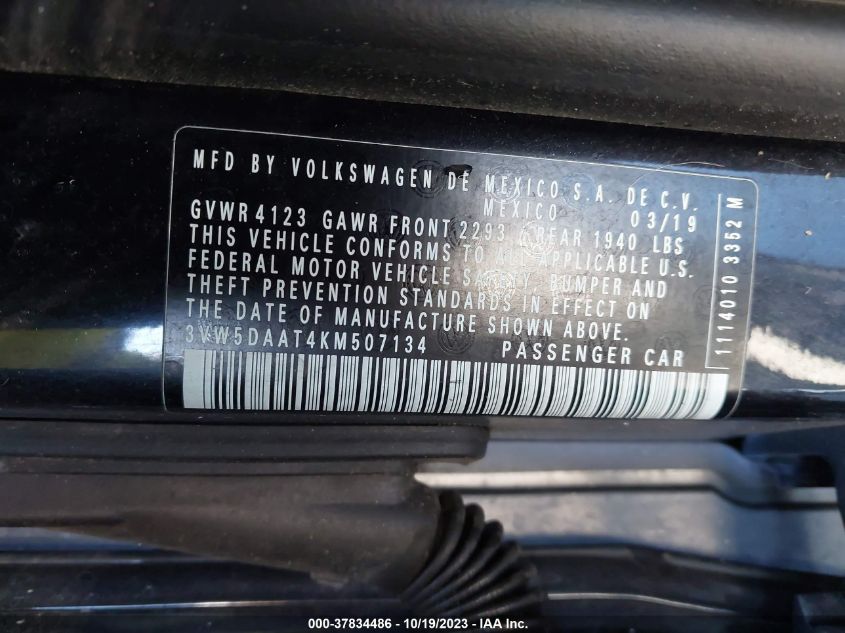 MFD BY VOLKSWAGEN DE MEXICO S.A. DE C.V.
MEXICO 03/19
GVWR 4123 GAWR FRONT 2293 REAR 1940 LBS
THIS VEHICLE CONFORMS TO ALL APPLICABLE U.S.
FEDERAL MOTOR VEHICLE SAFETY, BUMPER AND
THEFT PREVENTION STANDARDS IN EFFECT ON
THE DATE OF MANUFACTURE SHOWN ABOVE.
3VW5DAAT4KM507134 PASSENGER CAR
1114010 3352 M
000-37834486 - 10/19/2023 - IAA Inc.